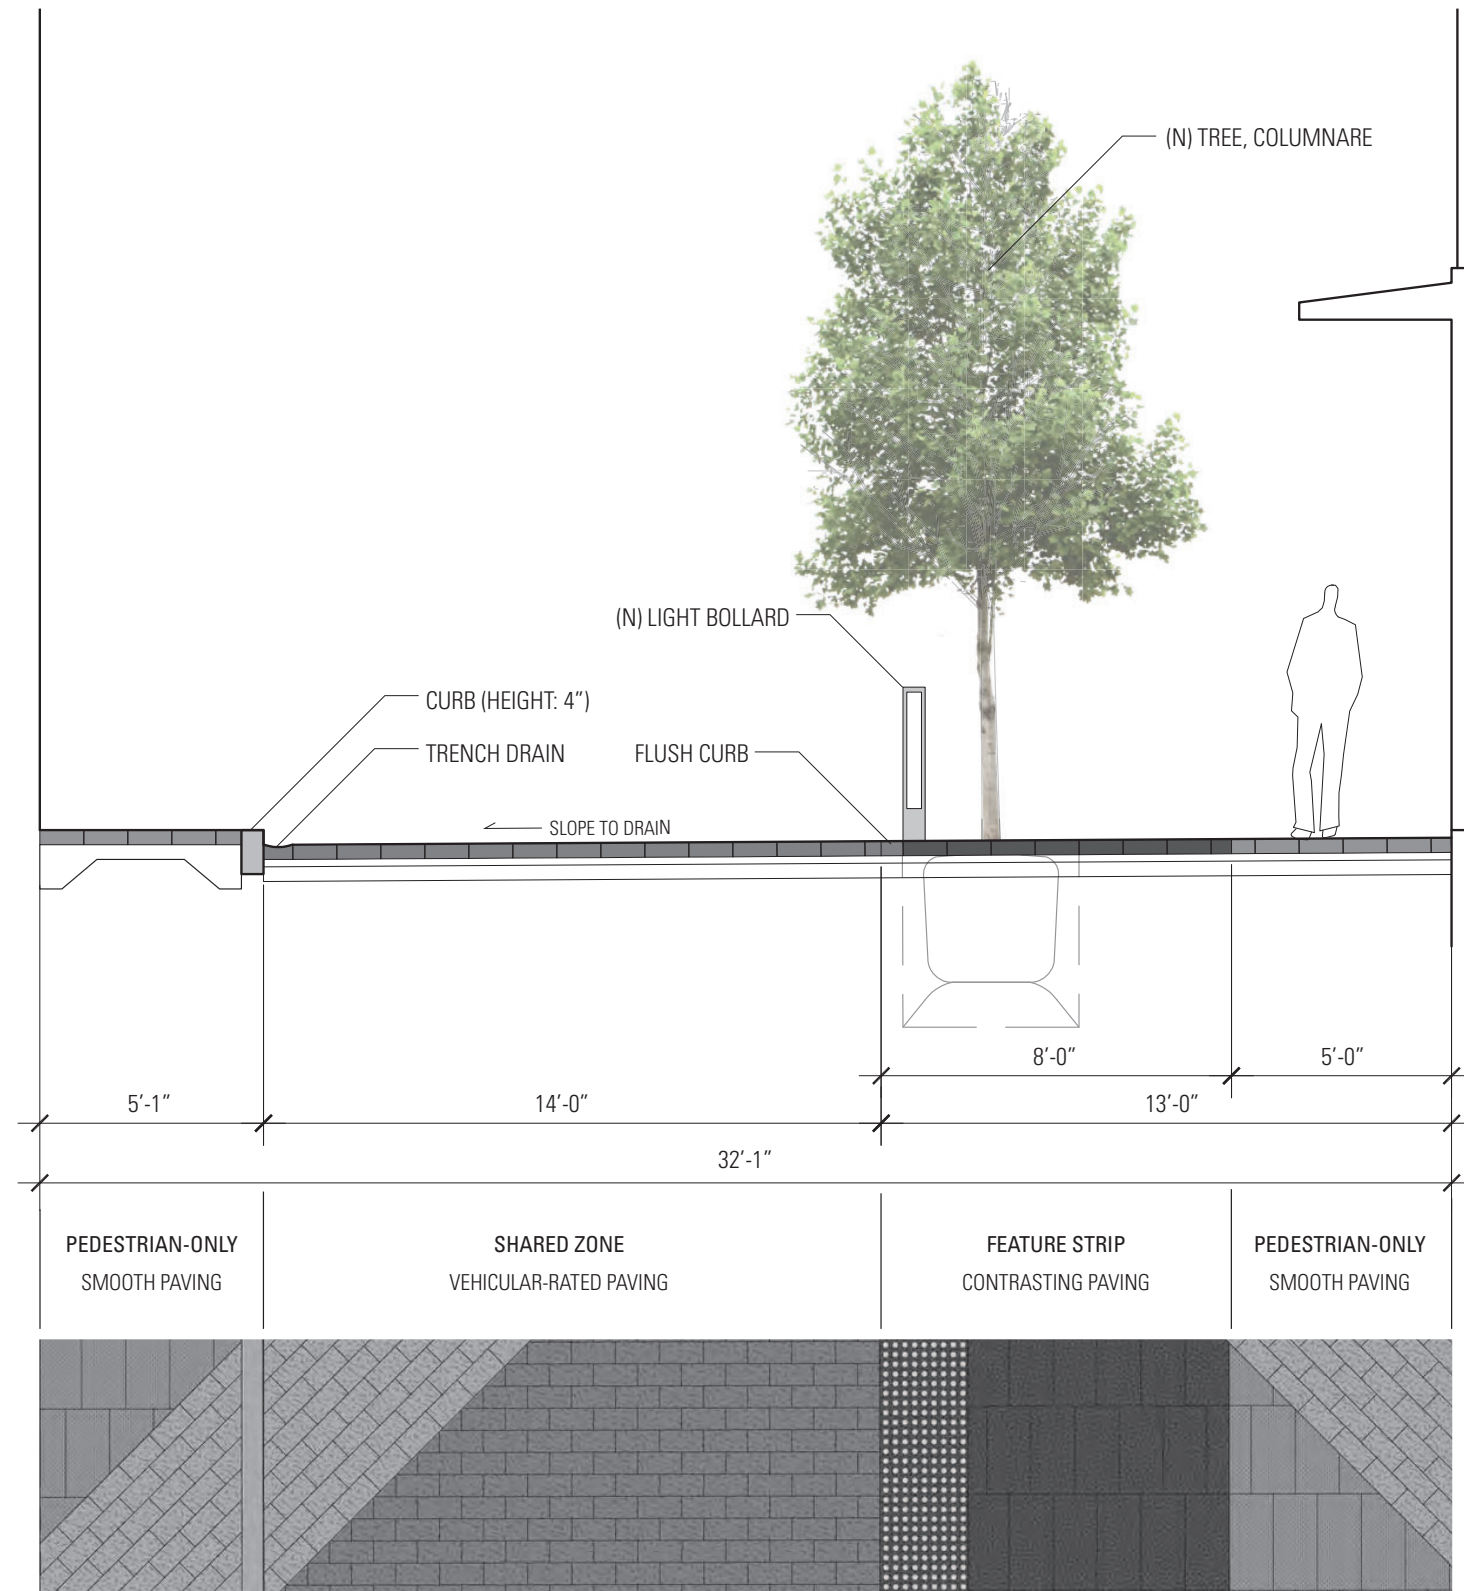 (N) TREE, COLUMNARE
(N) LIGHT BOLLARD
CURB (HEIGHT: 4”)
TRENCH DRAIN
FLUSH CURB
SLOPE TO DRAIN
8’-0”
5’-0”
5’-1”
14’-0”
13’-0”
32’-1”
PEDESTRIAN-ONLY
SMOOTH PAVING
SHARED ZONE
VEHICULAR-RATED PAVING
FEATURE STRIP
CONTRASTING PAVING
PEDESTRIAN-ONLY
SMOOTH PAVING